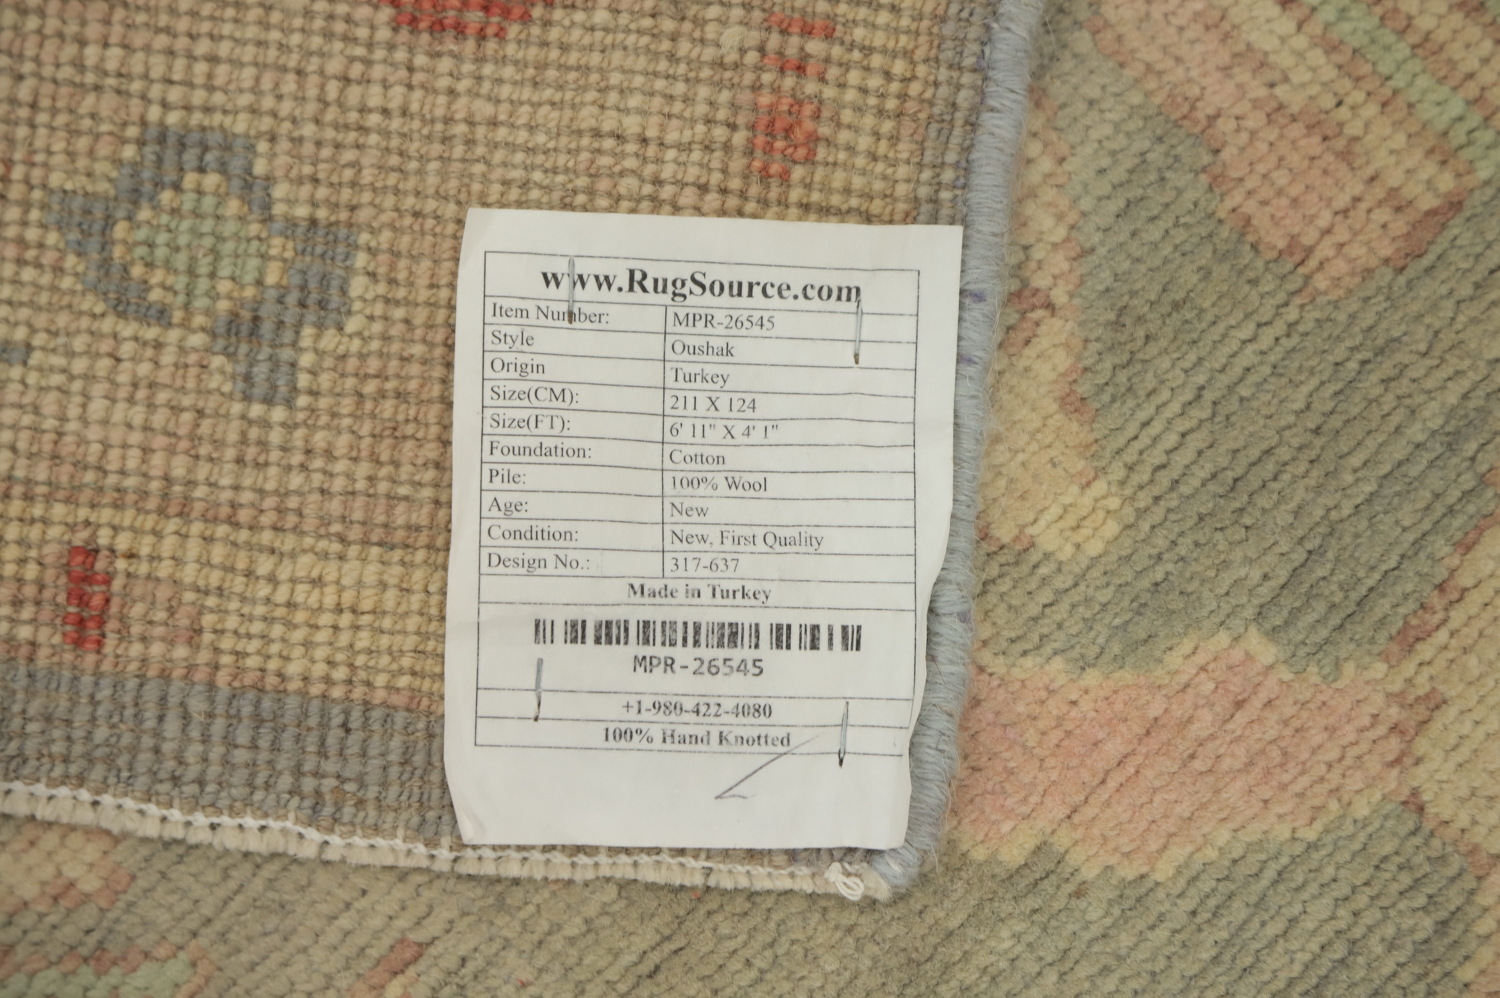 www.RugSource.com
Item Number: MPR-26545
Style Oushak
Origin Turkey
Size(CM): 211 X 124
Size(FT): 6' 11" X 4' 1"
Foundation: Cotton
Pile: 100% Wool
Age: New
Condition: New, First Quality
Design No.: 317-637
Made in Turkey
MPR-26545
+1-980-422-4080
100% Hand Knotted